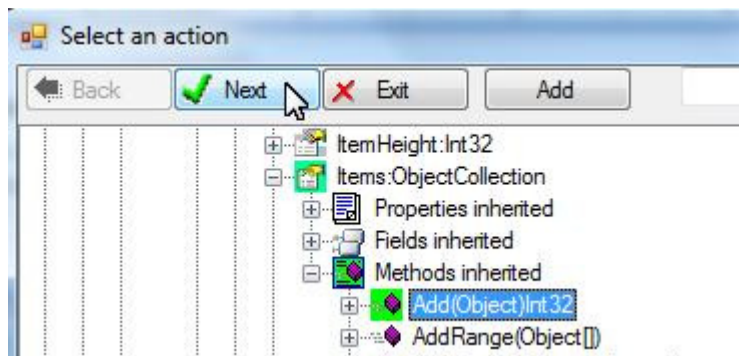 Select an action
Back Next Exit Add
ItemHeight:Int32
Items:ObjectCollection
Properties inherited
Fields inherited
Methods inherited
Add(Object)Int32
AddRange(Object[])